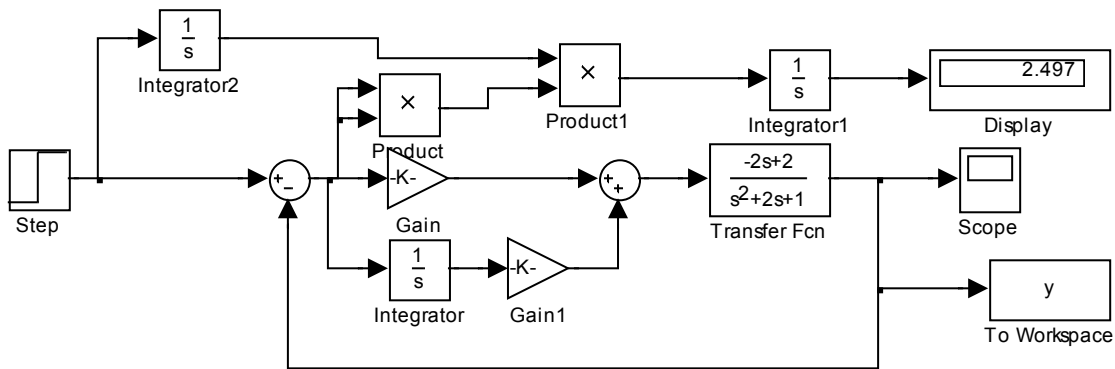 1
s
Integrator2
×
Product
×
Product1
1
s
Integrator1
2.497
Display
Step
+
−
-K-
Gain
1
s
Integrator
-K-
Gain1
+
+
-2s+2
s²+2s+1
Transfer Fcn
Scope
y
To Workspace